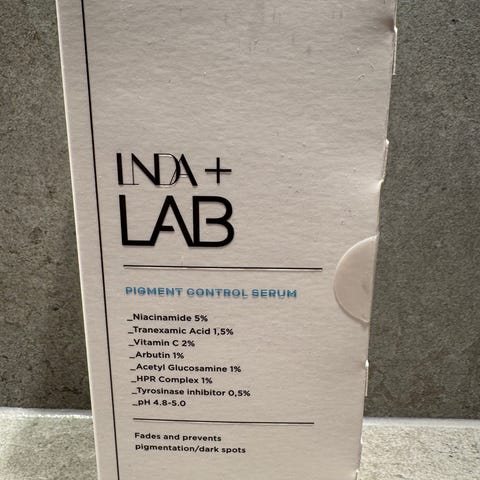 INDA +
LAB
PIGMENT CONTROL SERUM
_Niacinamide 5%
_Tranexamic Acid 1,5%
_Vitamin C 2%
_Arbutin 1%
_Acetyl Glucosamine 1%
_HPR Complex 1%
_Tyrosinase inhibitor 0,5%
_pH 4.8-5.0
Fades and prevents
pigmentation/dark spots